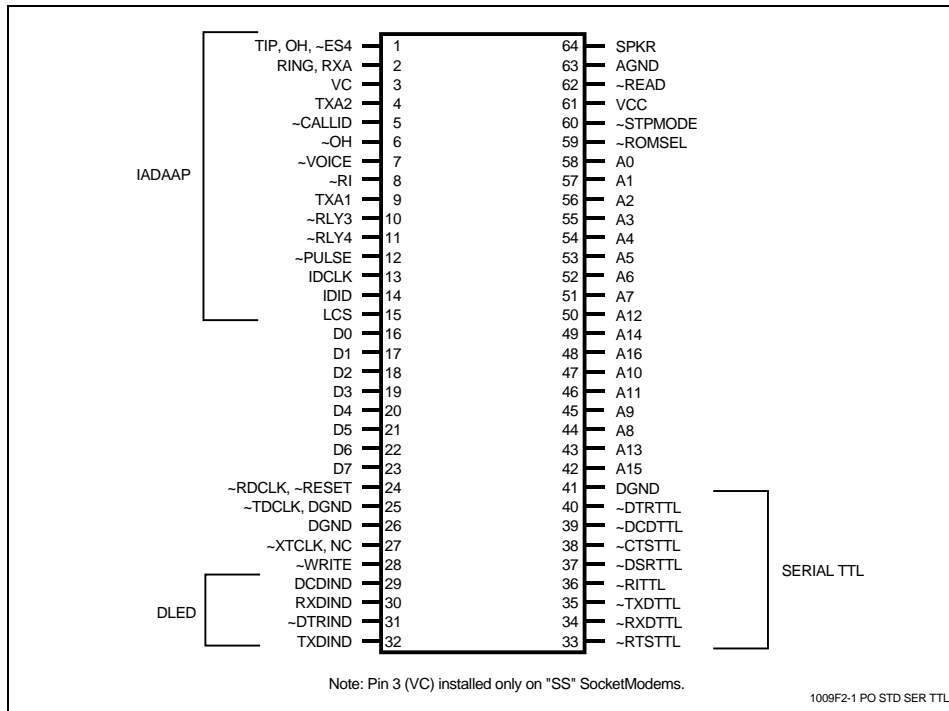 TIP, OH, ~ES4 1 64 SPKR
RING, RXA 2 63 AGND
VC 3 62 ~READ
TXA2 4 61 VCC
~CALLID 5 60 ~STPMODE
~OH 6 59 ~ROMSEL
~VOICE 7 58 A0
IADAAP
~RI 8 57 A1
TXA1 9 56 A2
~RLY3 10 55 A3
~RLY4 11 54 A4
~PULSE 12 53 A5
IDCLK 13 52 A6
IDID 14 51 A7
LCS 15 50 A12
D0 16 49 A14
D1 17 48 A16
D2 18 47 A10
D3 19 46 A11
D4 20 45 A9
D5 21 44 A8
D6 22 43 A13
D7 23 42 A15
~RDCLK, ~RESET 24 41 DGND
~TDCLK, DGND 25 40 ~DTRTTL
DGND 26 39 ~DCDTTL
~XTCLK, NC 27 38 ~CTSTTL
~WRITE 28 37 ~DSRTTL
SERIAL TTL
DCDIND 29 36 ~RITTL
RXDIND 30 35 ~TXDTTL
DLED
~DTRIND 31 34 ~RXDTTL
TXDIND 32 33 ~RTSTTL
Note: Pin 3 (VC) installed only on "SS" SocketModems.
1009F2-1 PO STD SER TTL